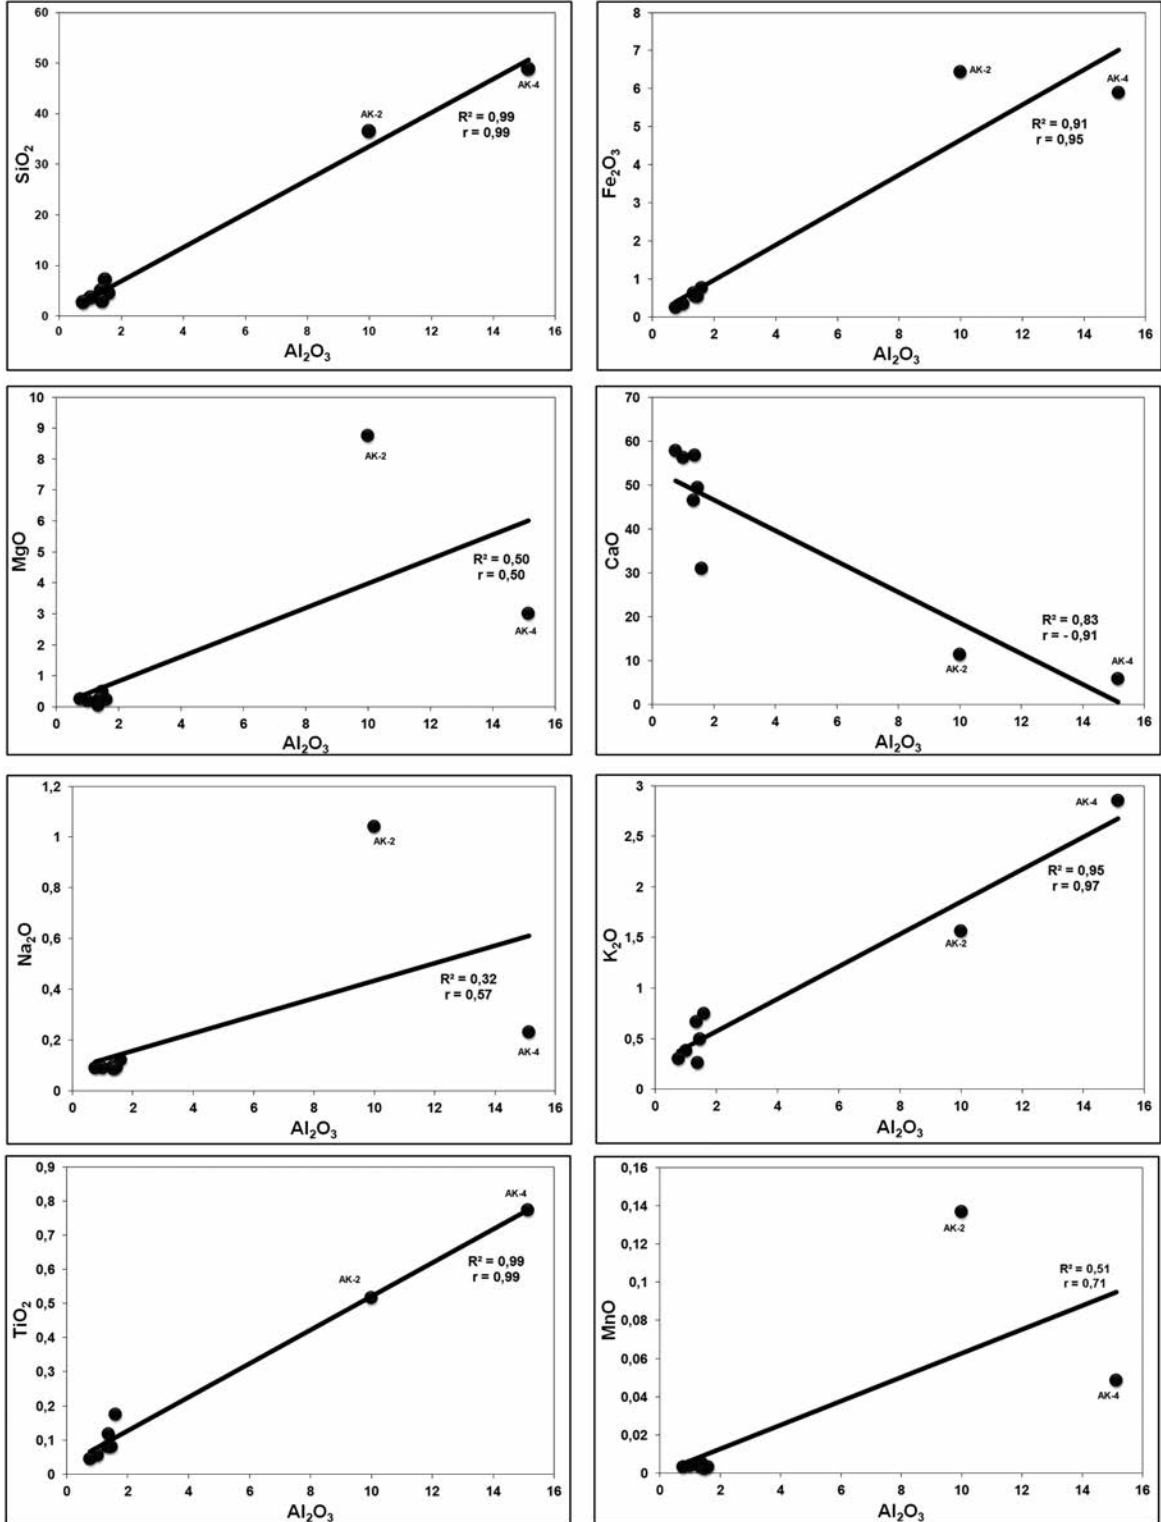 60
50
40
30
20
10
0
SiO₂
AK-2
AK-4
R² = 0,99
r = 0,99
0 2 4 6 8 10 12 14 16
Al₂O₃
8
7
6
5
4
3
2
1
0
Fe₂O₃
AK-2
AK-4
R² = 0,91
r = 0,95
0 2 4 6 8 10 12 14 16
Al₂O₃
10
9
8
7
6
5
4
3
2
1
0
MgO
AK-2
R² = 0,50
r = 0,50
AK-4
0 2 4 6 8 10 12 14 16
Al₂O₃
70
60
50
40
30
20
10
0
CaO
R² = 0,83
r = - 0,91
AK-2
AK-4
0 2 4 6 8 10 12 14 16
Al₂O₃
1,2
1
0,8
0,6
0,4
0,2
0
Na₂O
AK-2
R² = 0,32
r = 0,57
AK-4
0 2 4 6 8 10 12 14 16
Al₂O₃
3
2,5
2
1,5
1
0,5
0
K₂O
AK-4
R² = 0,95
r = 0,97
AK-2
0 2 4 6 8 10 12 14 16
Al₂O₃
0,9
0,8
0,7
0,6
0,5
0,4
0,3
0,2
0,1
0
TiO₂
AK-4
R² = 0,99
r = 0,99
AK-2
0 2 4 6 8 10 12 14 16
Al₂O₃
0,16
0,14
0,12
0,1
0,08
0,06
0,04
0,02
0
MnO
AK-2
R² = 0,51
r = 0,71
AK-4
0 2 4 6 8 10 12 14 16
Al₂O₃